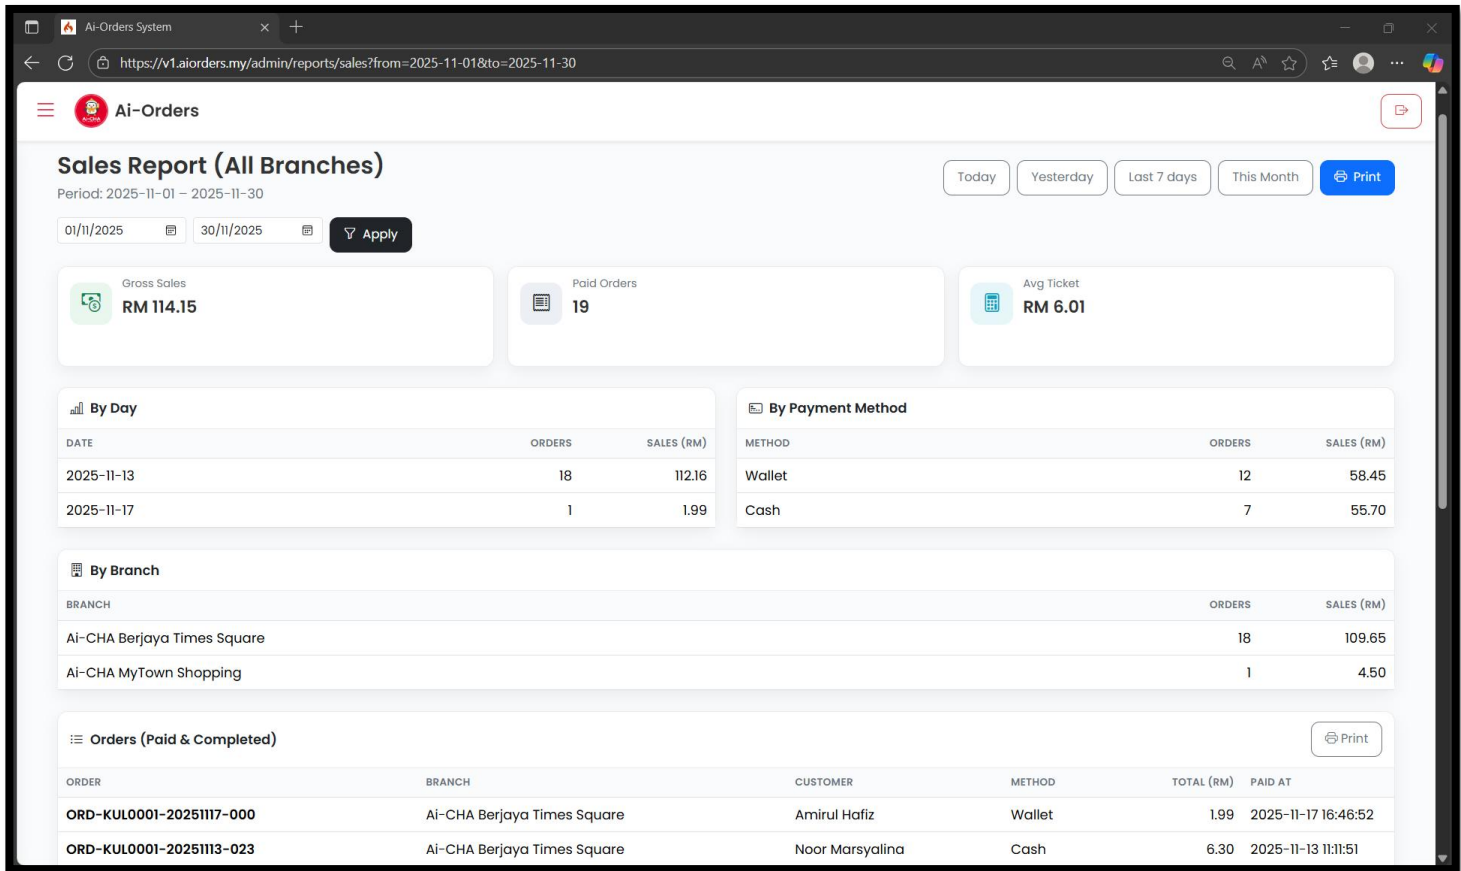 Ai-Orders System
https://v1.aiorders.my/admin/reports/sales?from=2025-11-01&to=2025-11-30
Ai-CHA
Ai-Orders
Sales Report (All Branches)
Period: 2025-11-01 – 2025-11-30
Today
Yesterday
Last 7 days
This Month
Print
01/11/2025
30/11/2025
Apply
Gross Sales
RM 114.15
Paid Orders
19
Avg Ticket
RM 6.01
By Day
DATE ORDERS SALES (RM)
2025-11-13 18 112.16
2025-11-17 1 1.99
By Payment Method
METHOD ORDERS SALES (RM)
Wallet 12 58.45
Cash 7 55.70
By Branch
BRANCH ORDERS SALES (RM)
Ai-CHA Berjaya Times Square 18 109.65
Ai-CHA MyTown Shopping 1 4.50
Orders (Paid & Completed)
Print
ORDER BRANCH CUSTOMER METHOD TOTAL (RM) PAID AT
ORD-KUL0001-20251117-000 Ai-CHA Berjaya Times Square Amirul Hafiz Wallet 1.99 2025-11-17 16:46:52
ORD-KUL0001-20251113-023 Ai-CHA Berjaya Times Square Noor Marsyalina Cash 6.30 2025-11-13 11:11:51